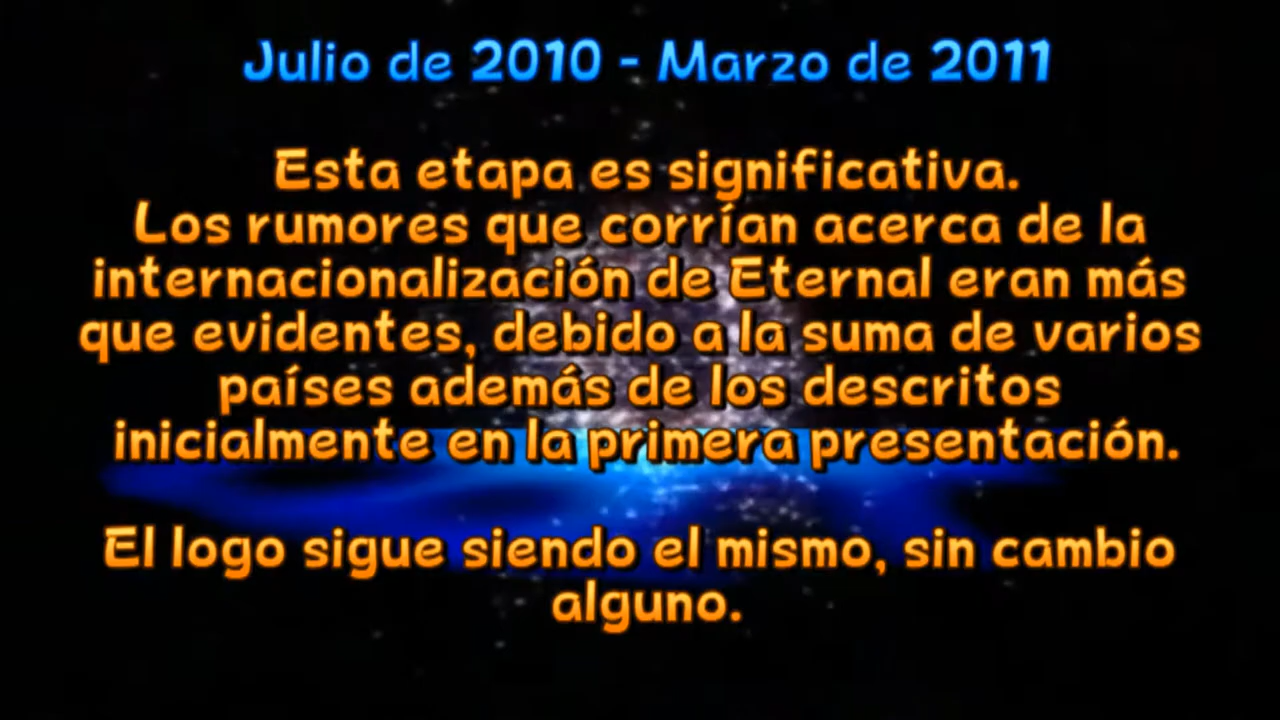 Julio de 2010 - Marzo de 2011
Esta etapa es significativa.
Los rumores que corrían acerca de la
internacionalización de Eternal eran más
que evidentes, debido a la suma de varios
países además de los descritos
inicialmente en la primera presentación.
El logo sigue siendo el mismo, sin cambio
alguno.